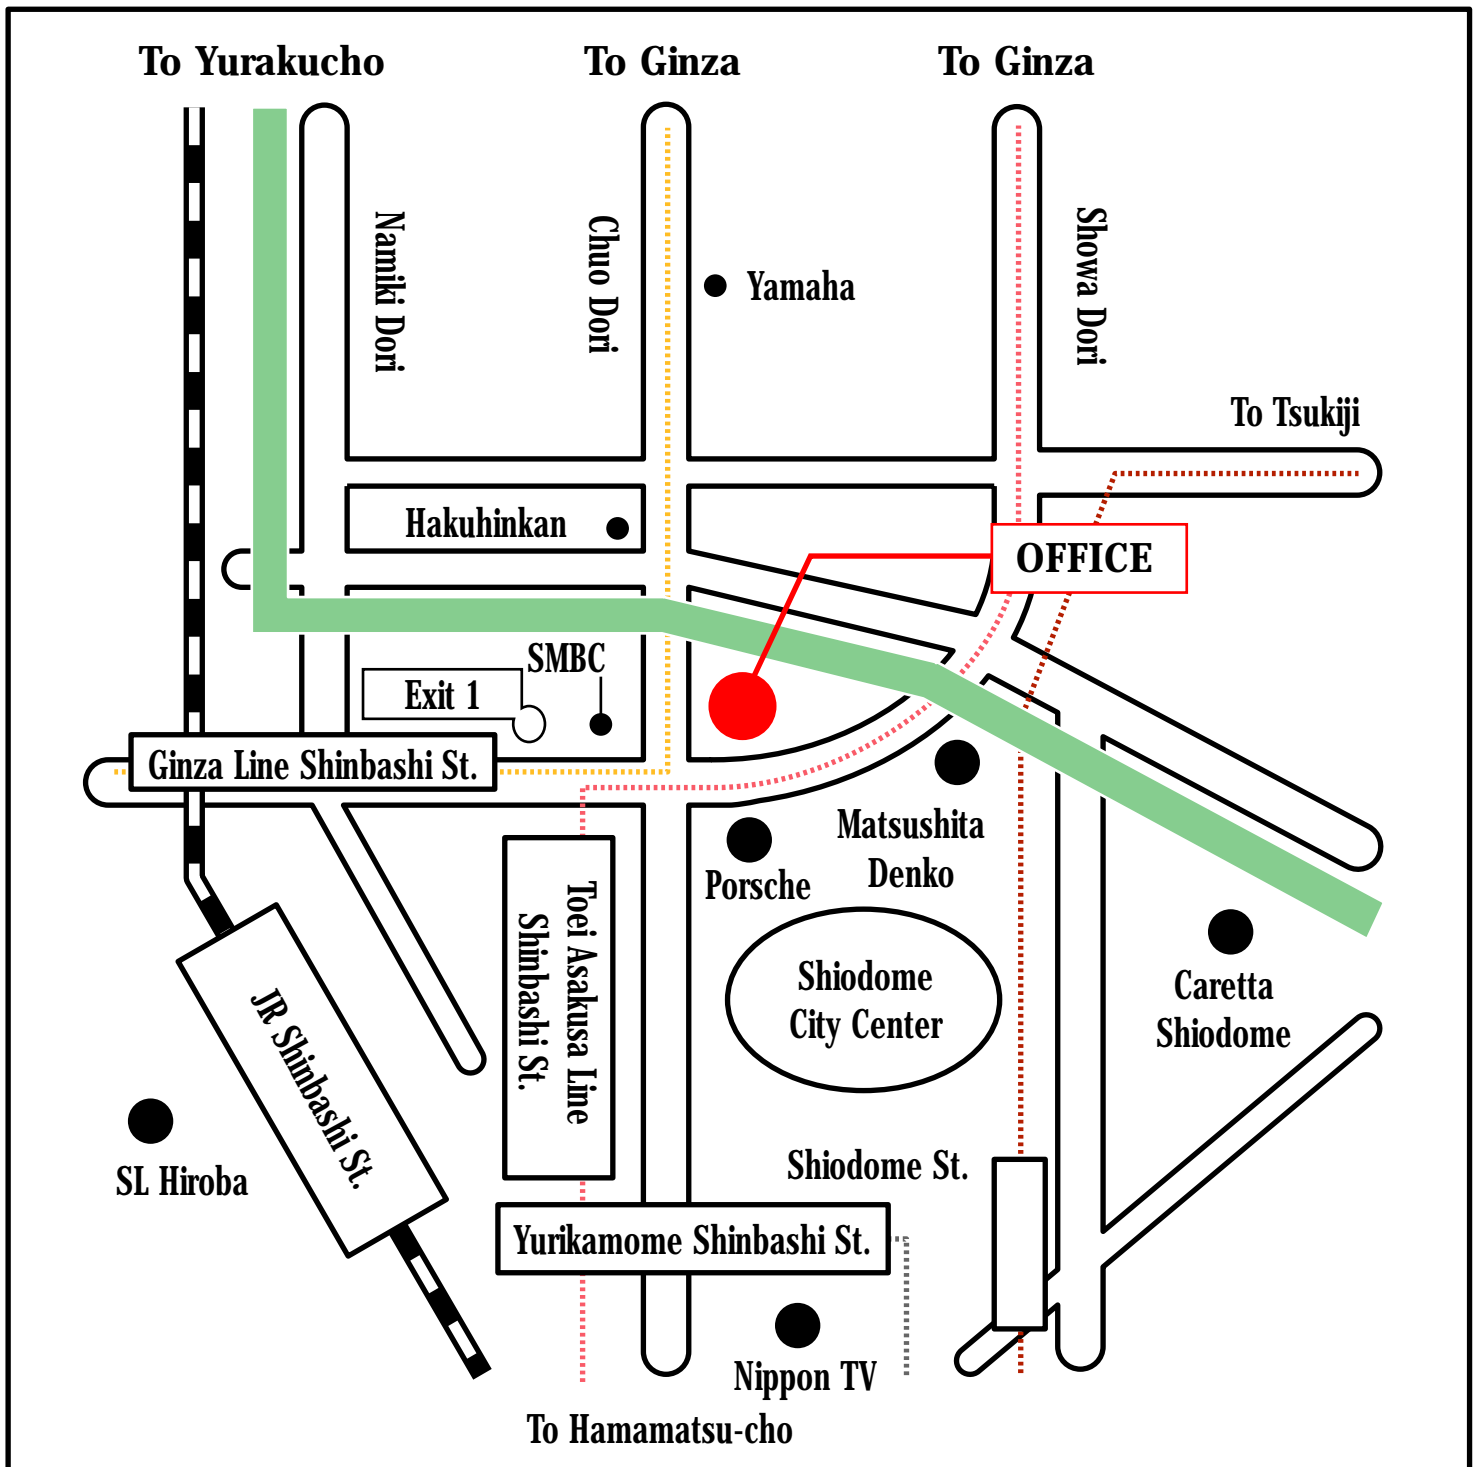 To Yurakucho
To Ginza
To Ginza
Namiki Dori
Chuo Dori
Showa Dori
Yamaha
To Tsukiji
Hakuhinkan
OFFICE
SMBC
Exit 1
Ginza Line Shinbashi St.
Matsushita
Denko
Porsche
Toei Asakusa Line
Shinbashi St.
Shiodome
City Center
Caretta
Shiodome
JR Shinbashi St.
SL Hiroba
Shiodome St.
Yurikamome Shinbashi St.
Nippon TV
To Hamamatsu-cho